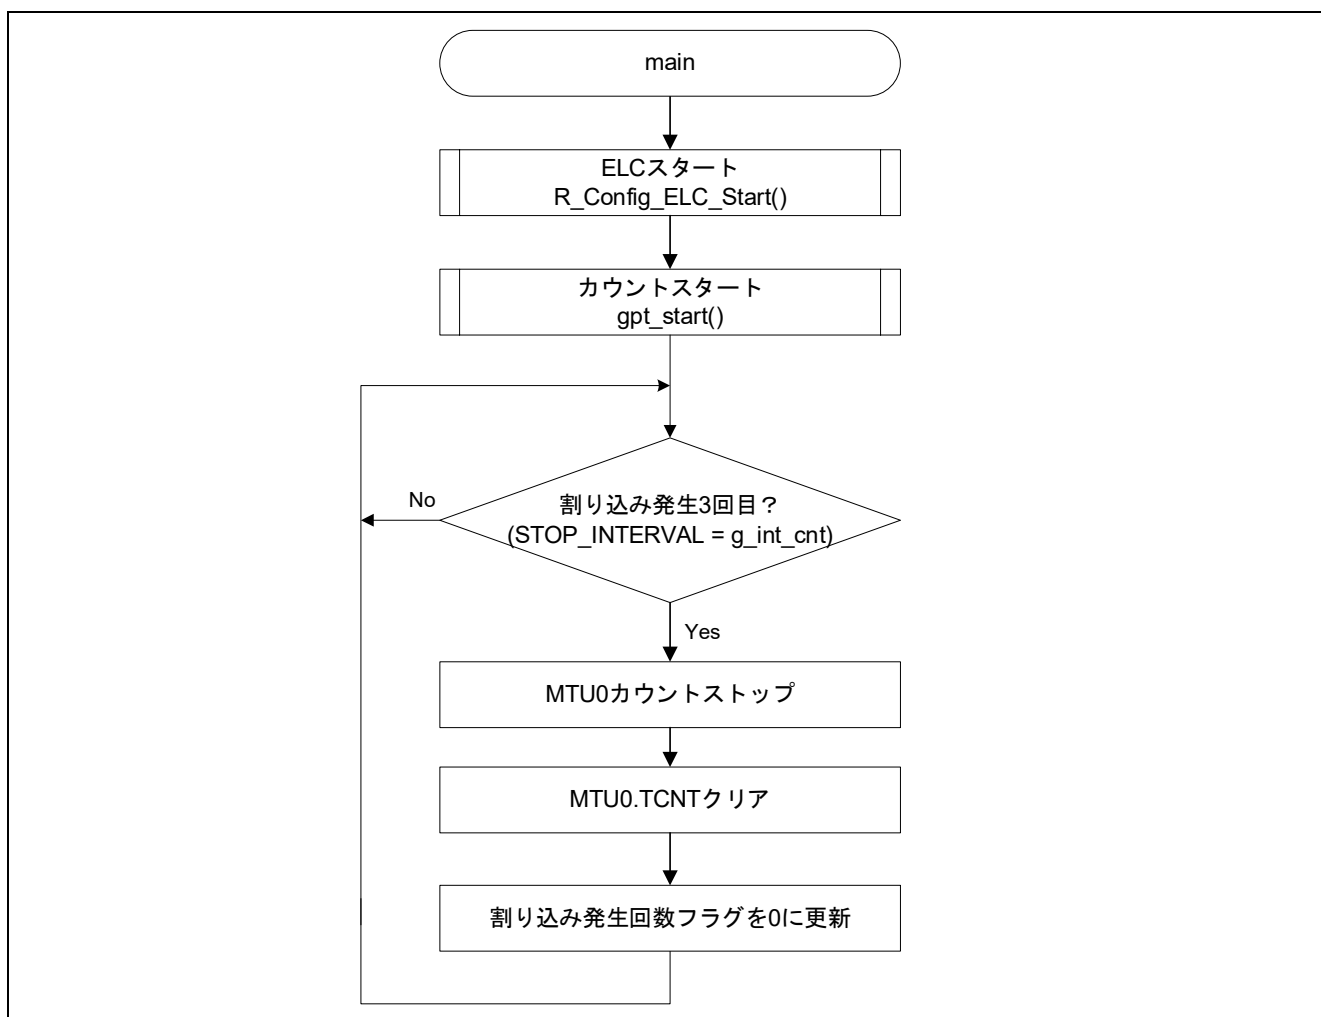 main
ELCスタート
R_Config_ELC_Start()
カウントスタート
gpt_start()
No
割り込み発生3回目？
(STOP_INTERVAL = g_int_cnt)
Yes
MTU0カウントストップ
MTU0.TCNTクリア
割り込み発生回数フラグを0に更新